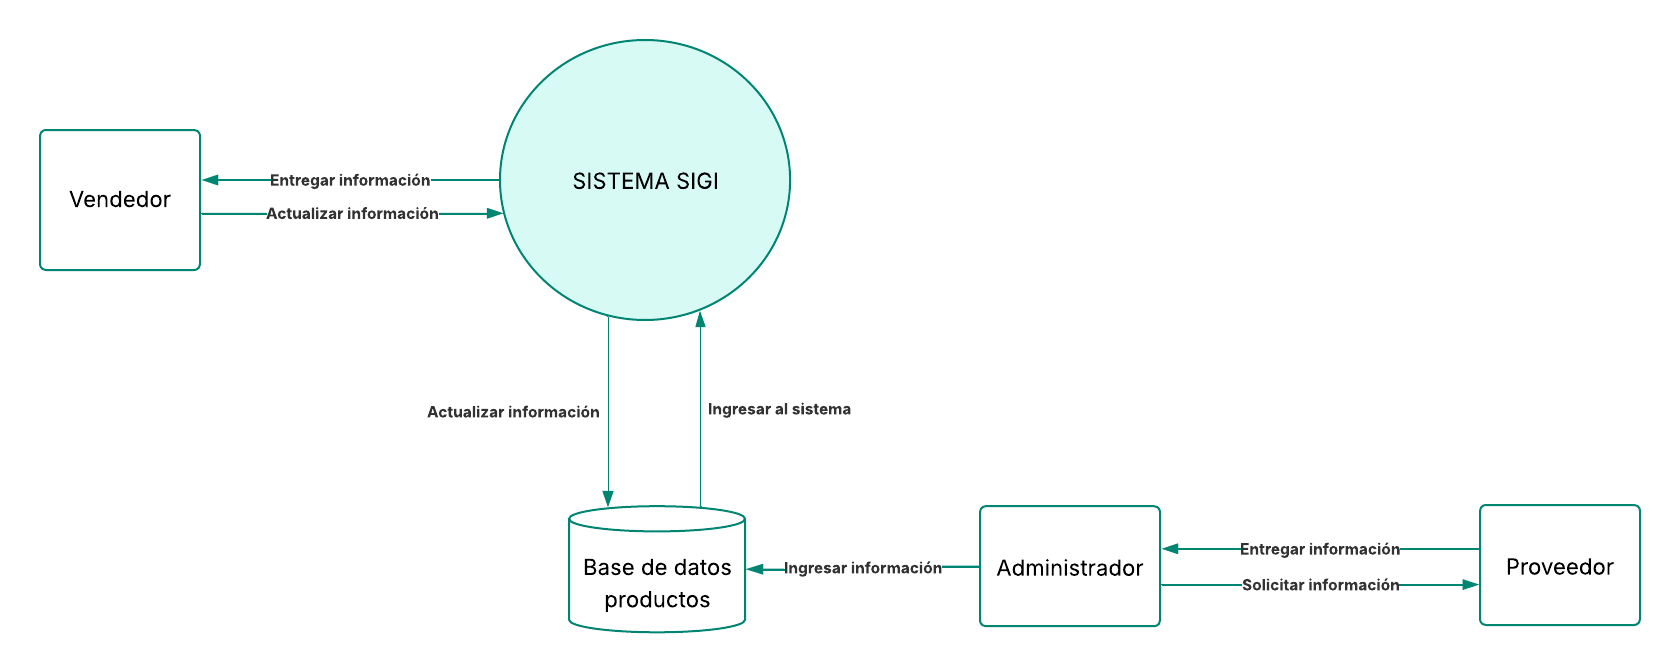 SISTEMA SIGI
Vendedor
Entregar información
Actualizar información
Actualizar información
Ingresar al sistema
Base de datos
productos
Ingresar información
Administrador
Entregar información
Solicitar información
Proveedor